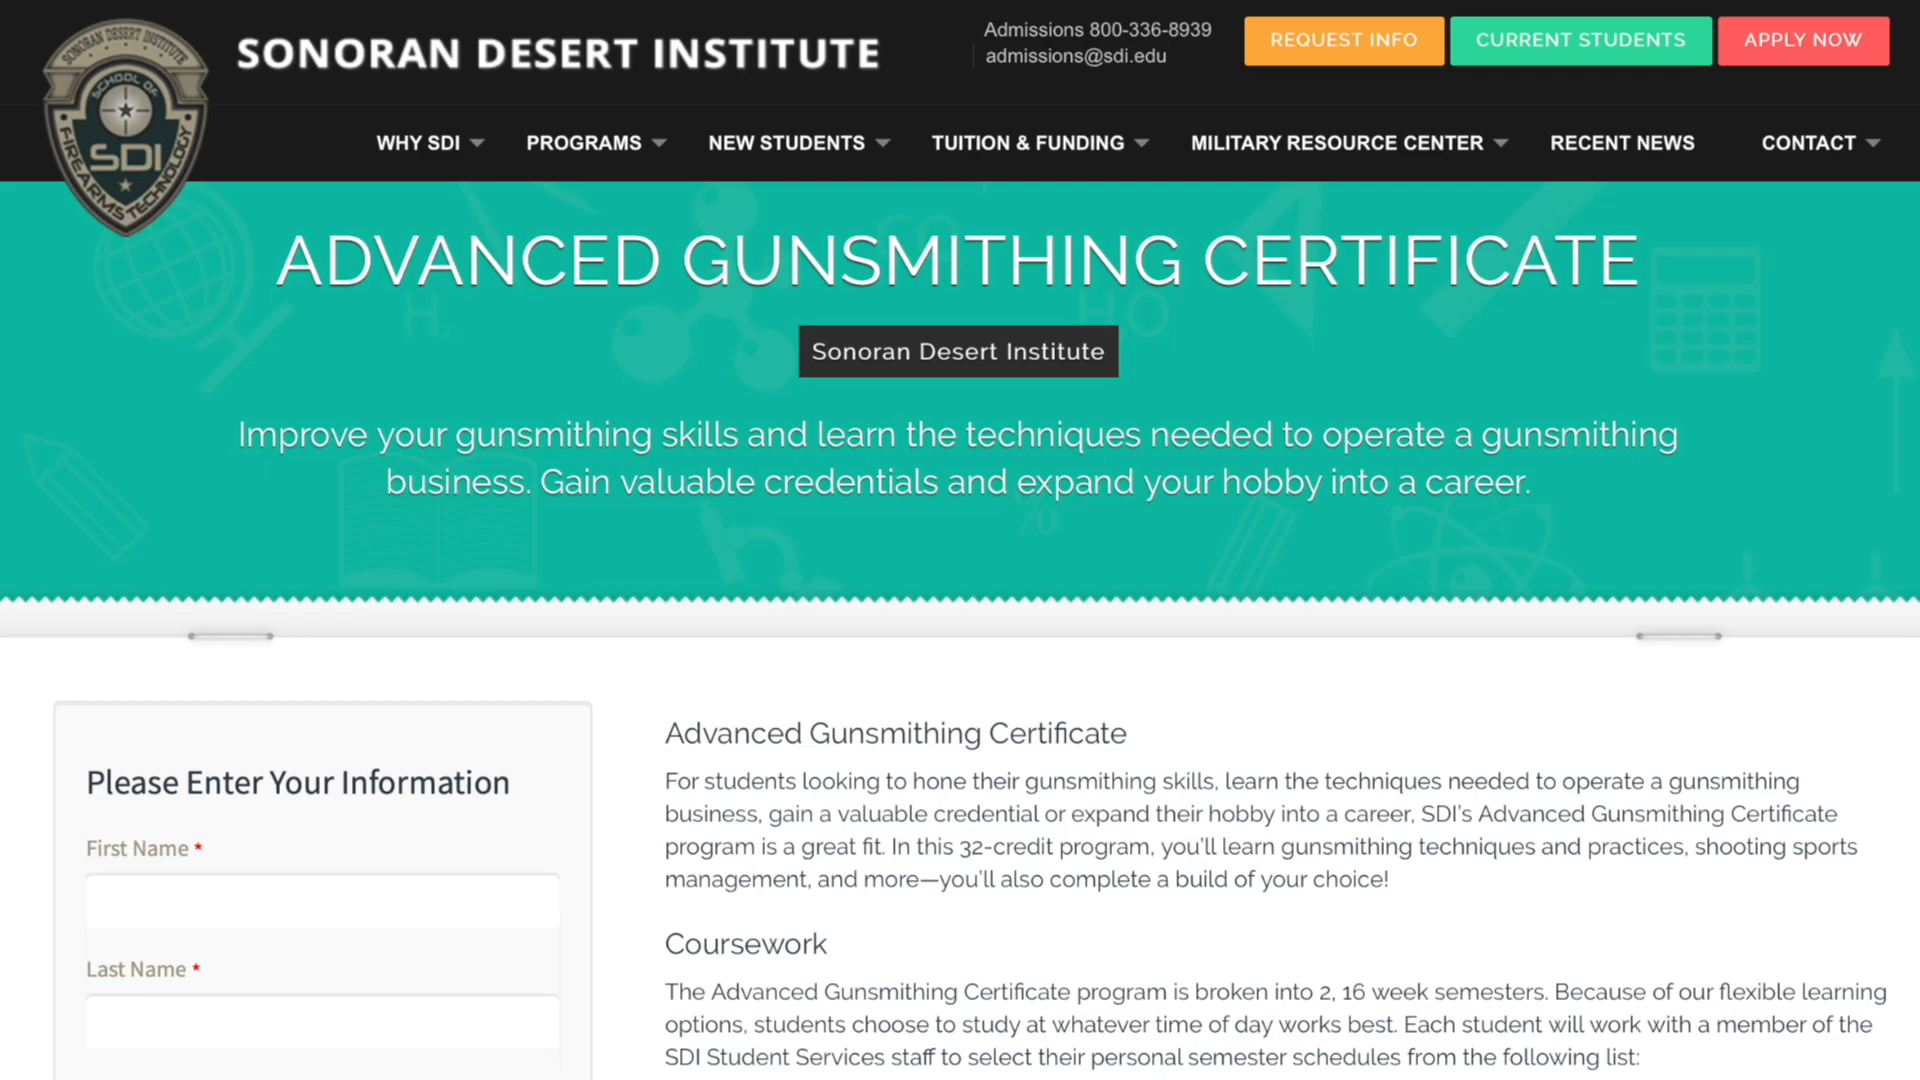 SONORAN DESERT INSTITUTE
SCHOOL OF
SDI
FIREARMS TECHNOLOGY
SONORAN DESERT INSTITUTE
Admissions 800-336-8939
admissions@sdi.edu
REQUEST INFO
CURRENT STUDENTS
APPLY NOW
WHY SDI
PROGRAMS
NEW STUDENTS
TUITION & FUNDING
MILITARY RESOURCE CENTER
RECENT NEWS
CONTACT
ADVANCED GUNSMITHING CERTIFICATE
Sonoran Desert Institute
Improve your gunsmithing skills and learn the techniques needed to operate a gunsmithing
business. Gain valuable credentials and expand your hobby into a career.
Please Enter Your Information
First Name *
Last Name *
Advanced Gunsmithing Certificate
For students looking to hone their gunsmithing skills, learn the techniques needed to operate a gunsmithing
business, gain a valuable credential or expand their hobby into a career, SDI's Advanced Gunsmithing Certificate
program is a great fit. In this 32-credit program, you'll learn gunsmithing techniques and practices, shooting sports
management, and more—you'll also complete a build of your choice!
Coursework
The Advanced Gunsmithing Certificate program is broken into 2, 16 week semesters. Because of our flexible learning
options, students choose to study at whatever time of day works best. Each student will work with a member of the
SDI Student Services staff to select their personal semester schedules from the following list: